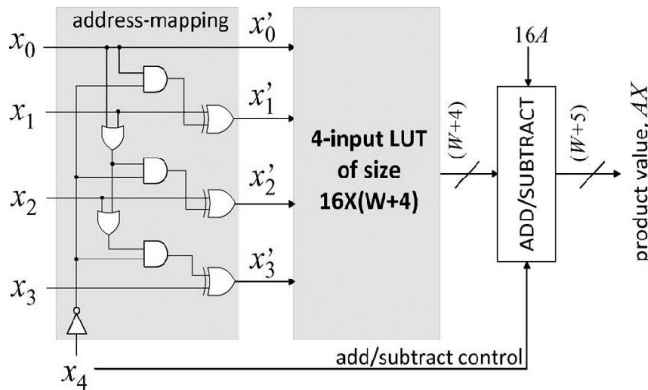 address-mapping
x₀
x₁
x₂
x₃
x₄
x′₀
x′₁
x′₂
x′₃
4-input LUT
of size
16X(W+4)
(W+4)
16A
ADD/SUBTRACT
(W+5)
product value, AX
add/subtract control